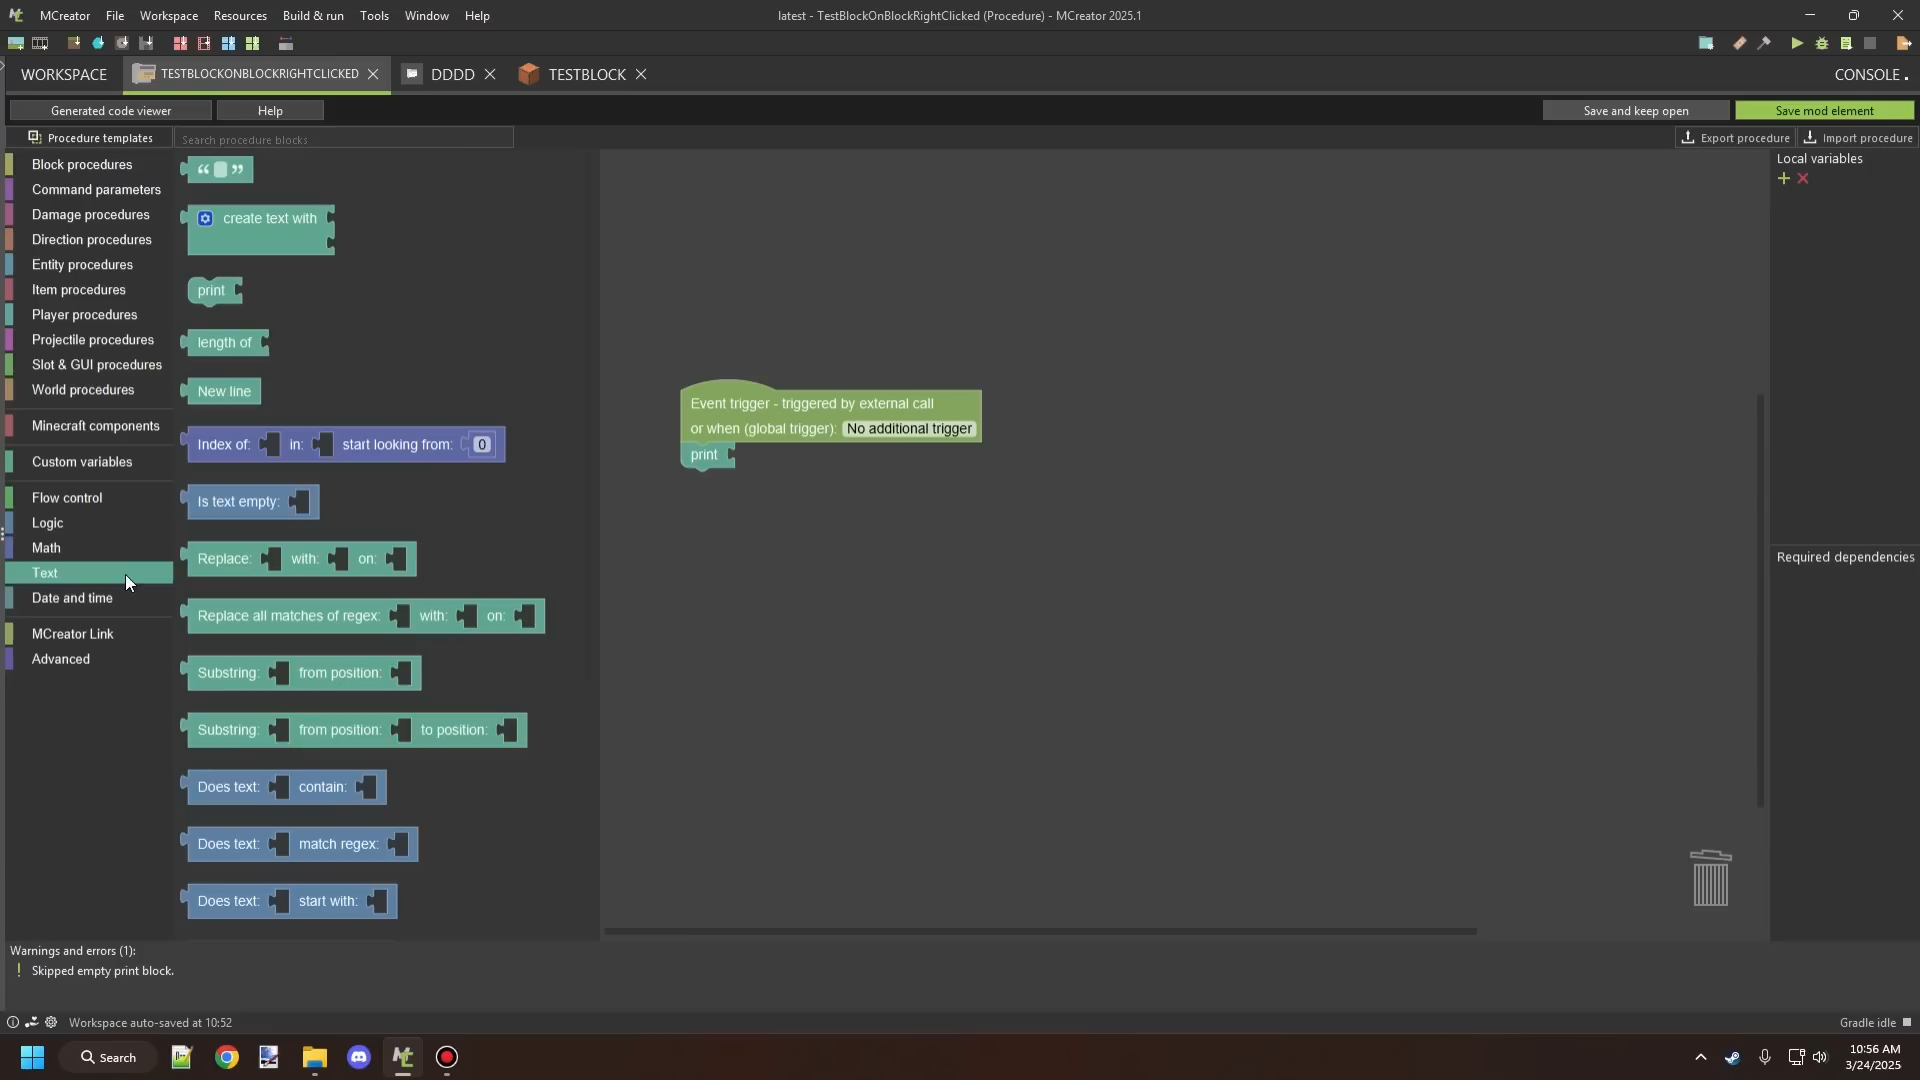 MCreator File Workspace Resources Build & run Tools Window Help
latest - TestBlockOnBlockRightClicked (Procedure) - MCreator 2025.1
WORKSPACE TESTBLOCKONBLOCKRIGHTCLICKED DDDD TESTBLOCK CONSOLE
Generated code viewer Help Save and keep open Save mod element
Procedure templates Search procedure blocks Export procedure Import procedure
Block procedures
Command parameters
Damage procedures
Direction procedures
Entity procedures
Item procedures
Player procedures
Projectile procedures
Slot & GUI procedures
World procedures
Minecraft components
Custom variables
Flow control
Logic
Math
Text
Date and time
MCreator Link
Advanced
“ ”
create text with
print
length of
New line
Index of: in: start looking from: 0
Is text empty:
Replace: with: on:
Replace all matches of regex: with: on:
Substring: from position:
Substring: from position: to position:
Does text: contain:
Does text: match regex:
Does text: start with:
Event trigger - triggered by external call
or when (global trigger): No additional trigger
print
Local variables
Required dependencies
Warnings and errors (1):
! Skipped empty print block.
Workspace auto-saved at 10:52
Gradle idle
Search
10:56 AM
3/24/2025